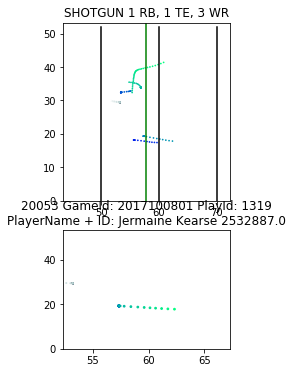 SHOTGUN 1 RB, 1 TE, 3 WR
50
40
30
20
10
0
50 60 70
20053 GameId: 2017100801 PlayId: 1319
PlayerName + ID: Jermaine Kearse 2532887.0
40
20
0
55 60 65